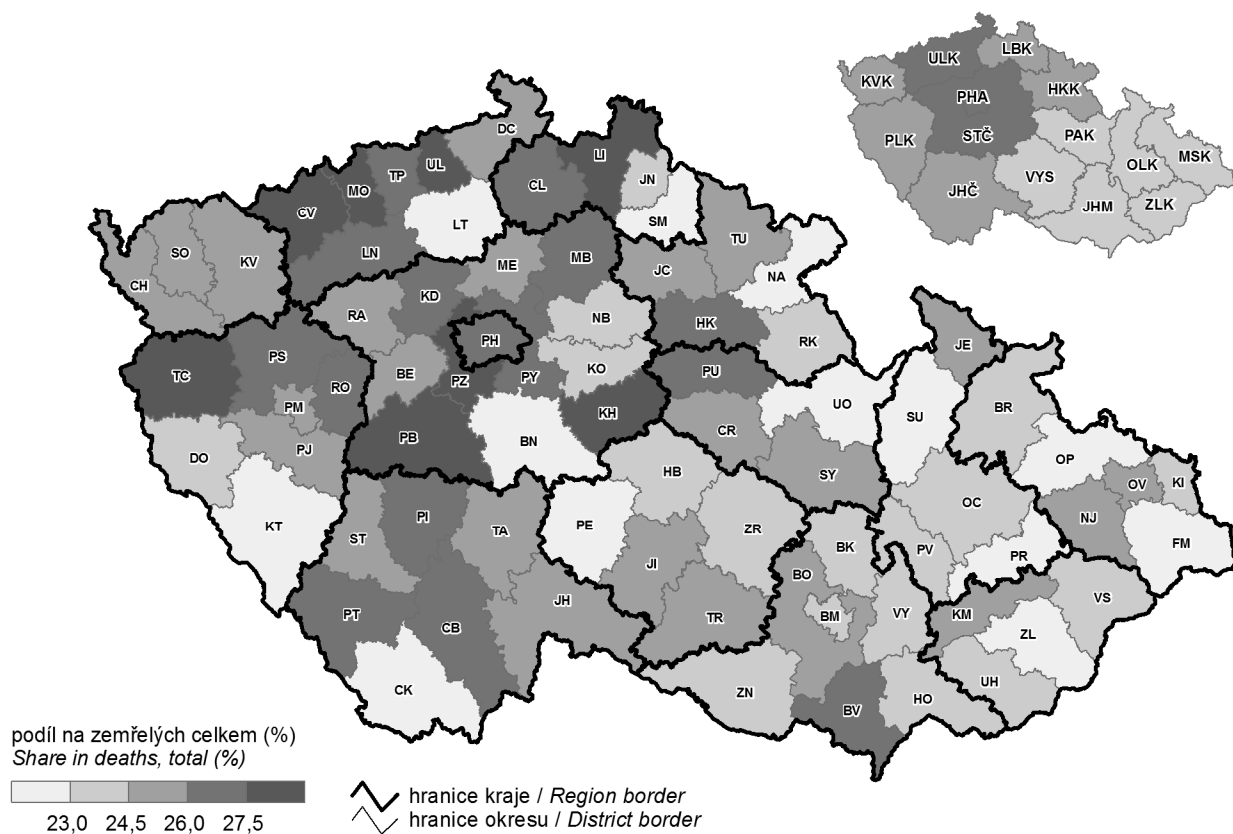 ULK
LBK
KVK
PHA
HKK
PLK
STČ
PAK
OLK
MSK
VYS
JHČ
JHM
ZLK
DC
UL
LI
TP
MO
CL
JN
CV
LT
SM
SO
KV
LN
TU
CH
ME
MB
JC
NA
KD
RA
NB
HK
PH
RK
JE
PS
TC
RO
BE
PZ
PY
KO
PU
PM
KH
UO
SU
BR
PB
BN
CR
DO
PJ
HB
OP
SY
OV
KI
OC
PI
NJ
KT
ST
TA
PE
ZR
FM
BK
PV
PR
JI
BO
VS
JH
PT
CB
TR
BM
VY
KM
ZL
CK
ZN
UH
HO
BV
podíl na zemřelých celkem (%)
Share in deaths, total (%)
23,0 24,5 26,0 27,5
hranice kraje / Region border
hranice okresu / District border